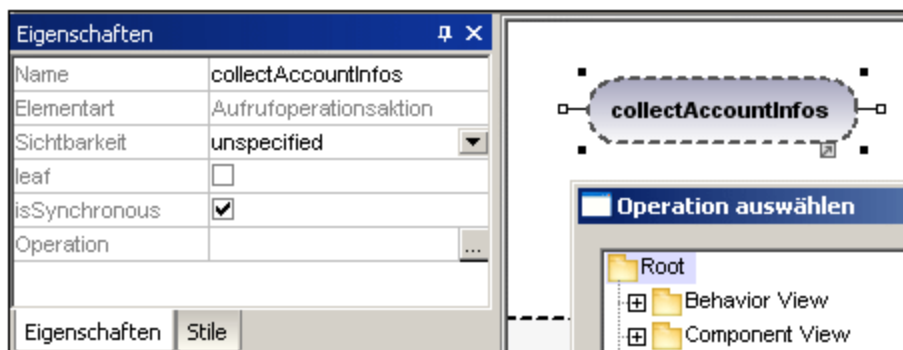 Eigenschaften
Name collectAccountInfos
Elementart Aufrufoperationsaktion
Sichtbarkeit unspecified
leaf
isSynchronous
Operation ...
Eigenschaften Stile
collectAccountInfos
Operation auswählen
Root
Behavior View
Component View